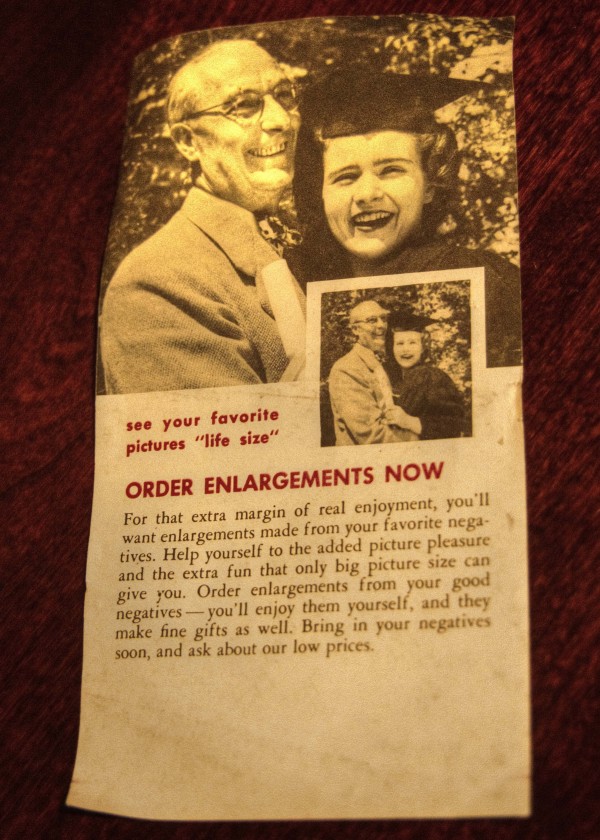 see your favorite
pictures "life size"
ORDER ENLARGEMENTS NOW
For that extra margin of real enjoyment, you'll
want enlargements made from your favorite nega-
tives. Help yourself to the added picture pleasure
and the extra fun that only big picture size can
give you. Order enlargements from your good
negatives — you'll enjoy them yourself, and they
make fine gifts as well. Bring in your negatives
soon, and ask about our low prices.